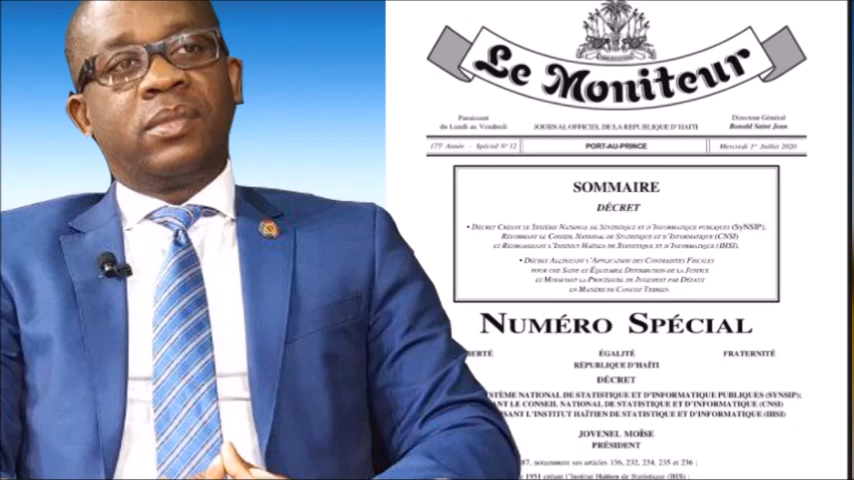 Le Moniteur
Paraissant
du Lundi au Vendredi
JOURNAL OFFICIEL DE LA REPUBLIQUE D'HAITI
Directeur Général
Ronald Saint Jean
175e Année – Spécial No 12
PORT-AU-PRINCE
Mercredi 1er Juillet 2020
SOMMAIRE
DÉCRET
• DÉCRET CRÉANT LE SYSTÈME NATIONAL DE STATISTIQUE ET D'INFORMATIQUE PUBLIQUES (SYNSIP);
RÉFORMANT LE CONSEIL NATIONAL DE STATISTIQUE ET D'INFORMATIQUE (CNSI)
ET RÉORGANISANT L'INSTITUT HAÏTIEN DE STATISTIQUE ET D'INFORMATIQUE (IHSI).
• DÉCRET ALLÉGEANT L'APPLICATION DES CONTRAINTES FISCALES
POUR UNE SAINE ET ÉQUITABLE DISTRIBUTION DE LA JUSTICE
ET MODIFIANT LA PROCÉDURE DE JUGEMENT PAR DÉFAUT
EN MATIÈRE DE CONFLIT TERRIEN.
NUMÉRO SPÉCIAL
BERTÉ
ÉGALITÉ
FRATERNITÉ
RÉPUBLIQUE D'HAÏTI
DÉCRET
STÈME NATIONAL DE STATISTIQUE ET D'INFORMATIQUE PUBLIQUES (SYNSIP);
ANT LE CONSEIL NATIONAL DE STATISTIQUE ET D'INFORMATIQUE (CNSI)
SANT L'INSTITUT HAÏTIEN DE STATISTIQUE ET D'INFORMATIQUE (IHSI)
JOVENEL MOÏSE
PRÉSIDENT
87, notamment ses articles 136, 232, 234, 235 et 236 ;
1951 créant l'Institut Haïtien de Statistique (IHS) ;